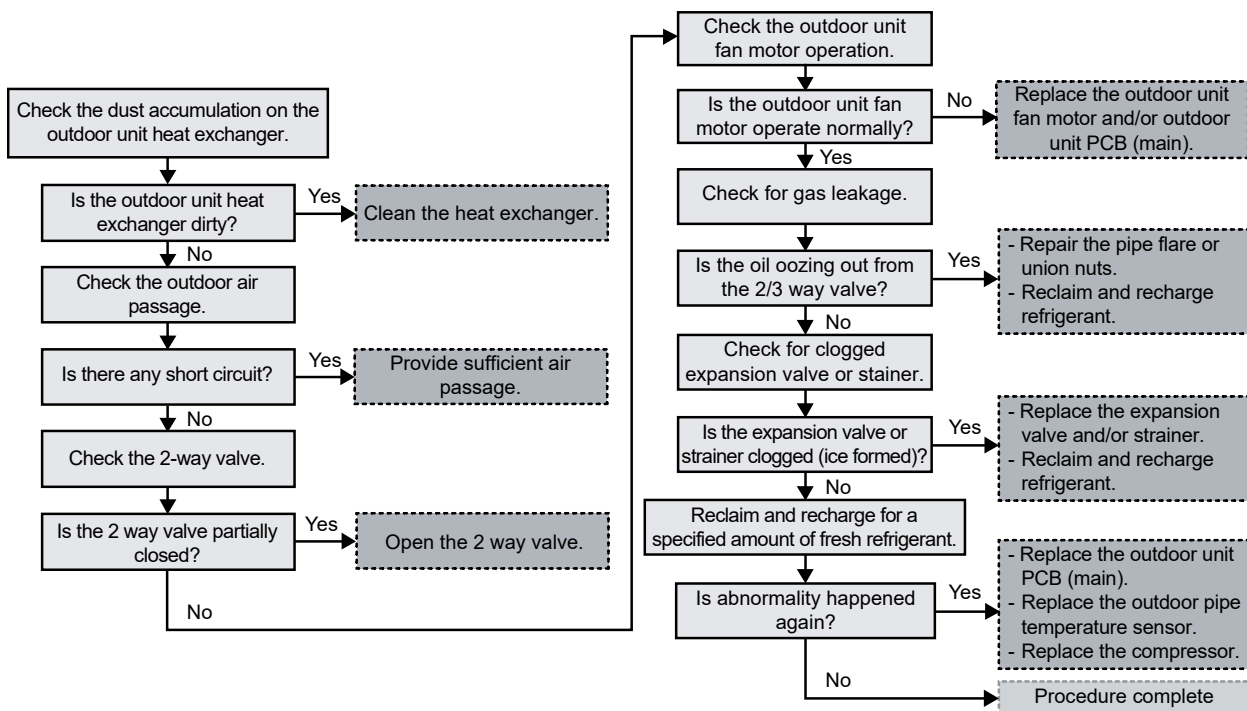 Check the dust accumulation on the
outdoor unit heat exchanger.
Is the outdoor unit heat
exchanger dirty?
Yes
Clean the heat exchanger.
No
Check the outdoor air
passage.
Is there any short circuit?
Yes
Provide sufficient air
passage.
No
Check the 2-way valve.
Is the 2 way valve partially
closed?
Yes
Open the 2 way valve.
No
Check the outdoor unit
fan motor operation.
Is the outdoor unit fan
motor operate normally?
No
Replace the outdoor unit
fan motor and/or outdoor
unit PCB (main).
Yes
Check for gas leakage.
Is the oil oozing out from
the 2/3 way valve?
Yes
- Repair the pipe flare or
union nuts.
- Reclaim and recharge
refrigerant.
No
Check for clogged
expansion valve or stainer.
Is the expansion valve or
strainer clogged (ice formed)?
Yes
- Replace the expansion
valve and/or strainer.
- Reclaim and recharge
refrigerant.
No
Reclaim and recharge for a
specified amount of fresh refrigerant.
Is abnormality happened
again?
Yes
- Replace the outdoor unit
PCB (main).
- Replace the outdoor pipe
temperature sensor.
- Replace the compressor.
No
Procedure complete